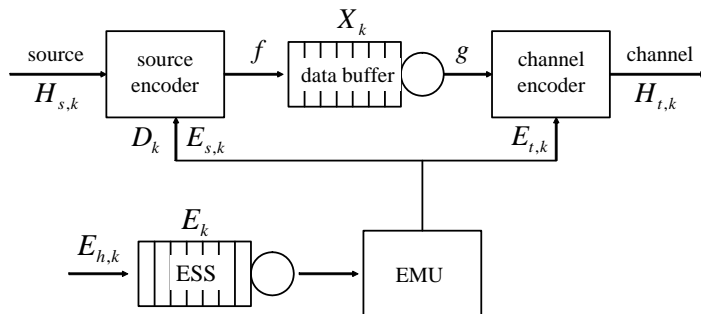 X_k
source
source encoder
f
data buffer
g
channel encoder
channel
H_{s,k}
H_{t,k}
D_k
E_{s,k}
E_{t,k}
E_k
E_{h,k}
ESS
EMU